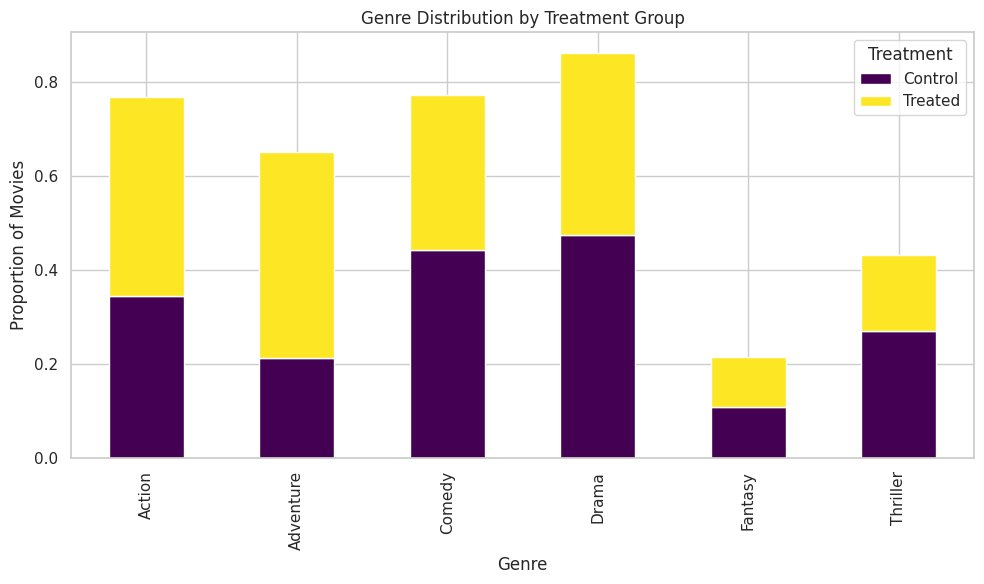 Genre Distribution by Treatment Group
Treatment
Control
Treated
Proportion of Movies
0.8
0.6
0.4
0.2
0.0
Action
Adventure
Comedy
Drama
Fantasy
Thriller
Genre